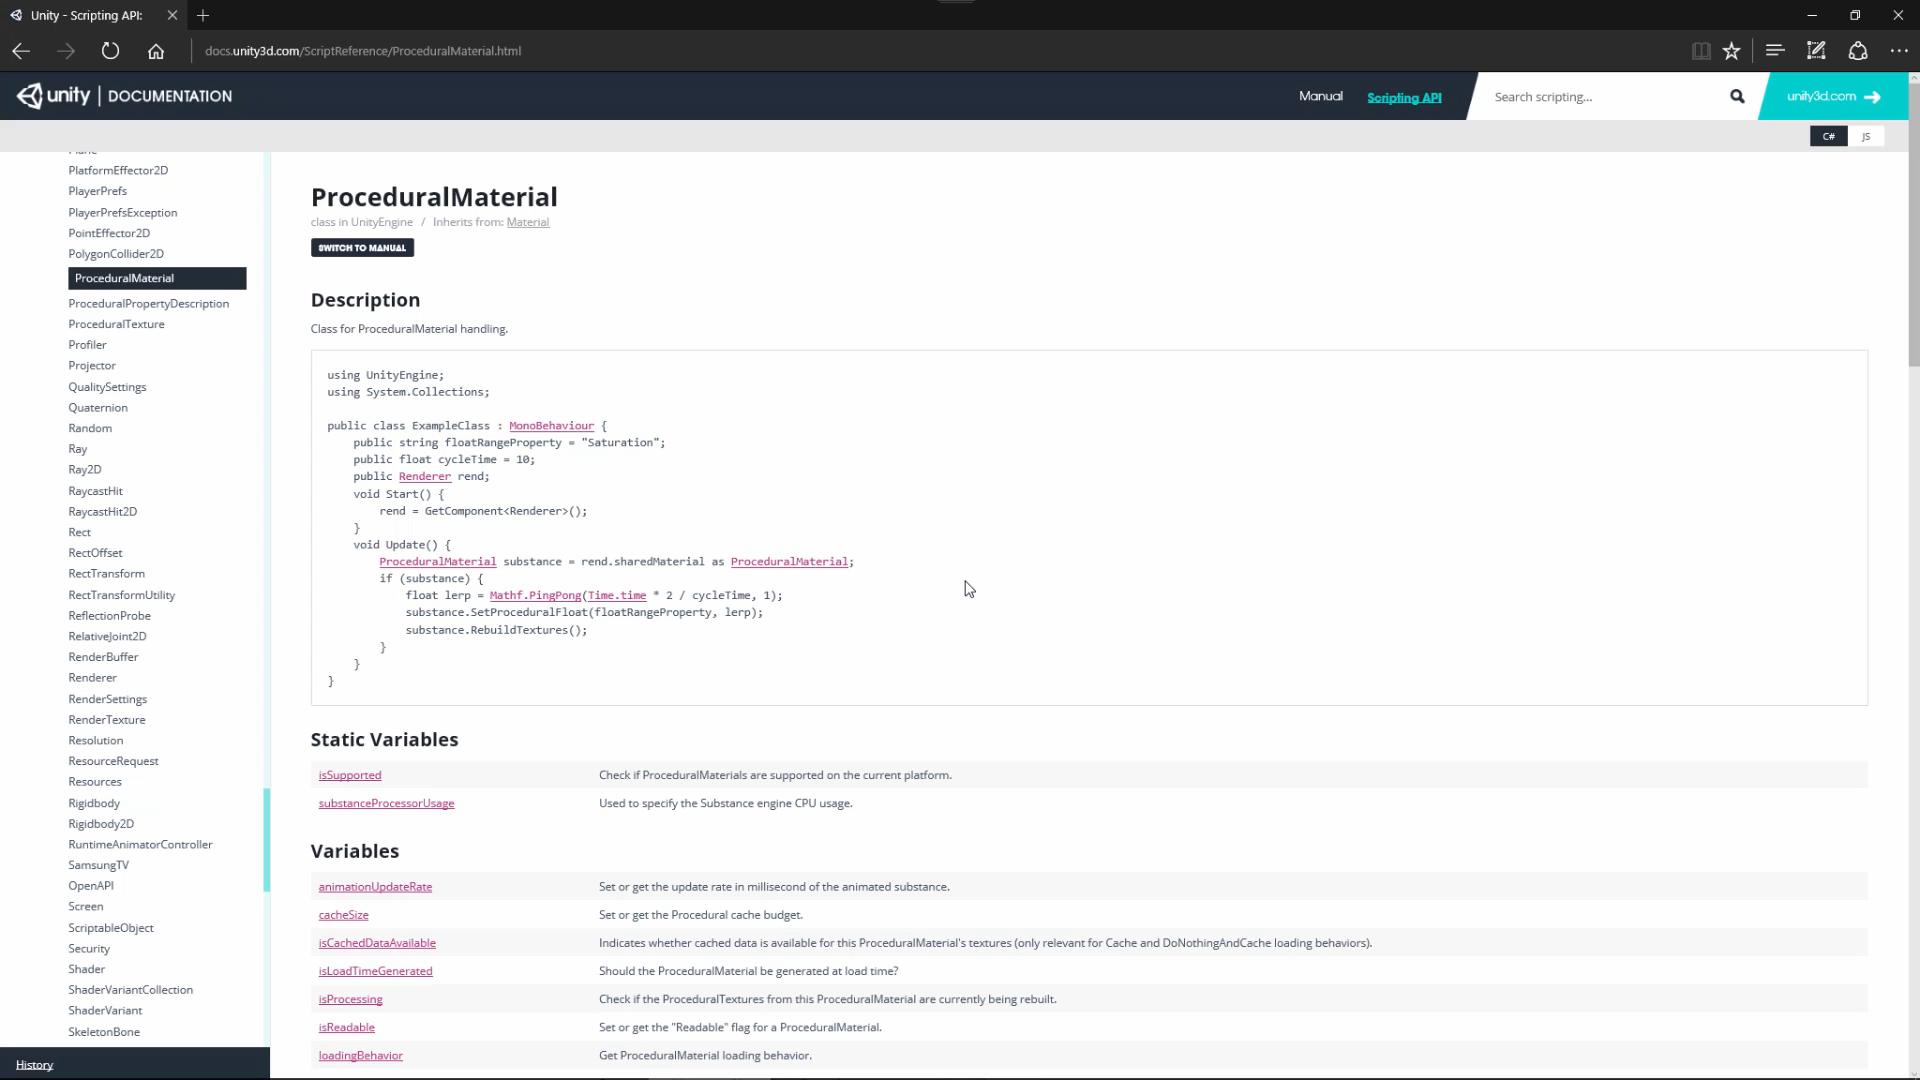 Unity - Scripting API:
docs.unity3d.com/ScriptReference/ProceduralMaterial.html
unity | DOCUMENTATION
Manual
Scripting API
Search scripting...
unity3d.com
C#
JS
Plane
PlatformEffector2D
PlayerPrefs
PlayerPrefsException
PointEffector2D
PolygonCollider2D
ProceduralMaterial
ProceduralPropertyDescription
ProceduralTexture
Profiler
Projector
QualitySettings
Quaternion
Random
Ray
Ray2D
RaycastHit
RaycastHit2D
Rect
RectOffset
RectTransform
RectTransformUtility
ReflectionProbe
RelativeJoint2D
RenderBuffer
Renderer
RenderSettings
RenderTexture
Resolution
ResourceRequest
Resources
Rigidbody
Rigidbody2D
RuntimeAnimatorController
SamsungTV
OpenAPI
Screen
ScriptableObject
Security
Shader
ShaderVariantCollection
ShaderVariant
SkeletonBone
History
ProceduralMaterial
class in UnityEngine / Inherits from: Material
SWITCH TO MANUAL
Description
Class for ProceduralMaterial handling.
using UnityEngine;
using System.Collections;
public class ExampleClass : MonoBehaviour {
public string floatRangeProperty = "Saturation";
public float cycleTime = 10;
public Renderer rend;
void Start() {
rend = GetComponent<Renderer>();
}
void Update() {
ProceduralMaterial substance = rend.sharedMaterial as ProceduralMaterial;
if (substance) {
float lerp = Mathf.PingPong(Time.time * 2 / cycleTime, 1);
substance.SetProceduralFloat(floatRangeProperty, lerp);
substance.RebuildTextures();
}
}
}
Static Variables
isSupported Check if ProceduralMaterials are supported on the current platform.
substanceProcessorUsage Used to specify the Substance engine CPU usage.
Variables
animationUpdateRate Set or get the update rate in millisecond of the animated substance.
cacheSize Set or get the Procedural cache budget.
isCachedDataAvailable Indicates whether cached data is available for this ProceduralMaterial's textures (only relevant for Cache and DoNothingAndCache loading behaviors).
isLoadTimeGenerated Should the ProceduralMaterial be generated at load time?
isProcessing Check if the ProceduralTextures from this ProceduralMaterial are currently being rebuilt.
isReadable Set or get the "Readable" flag for a ProceduralMaterial.
loadingBehavior Get ProceduralMaterial loading behavior.